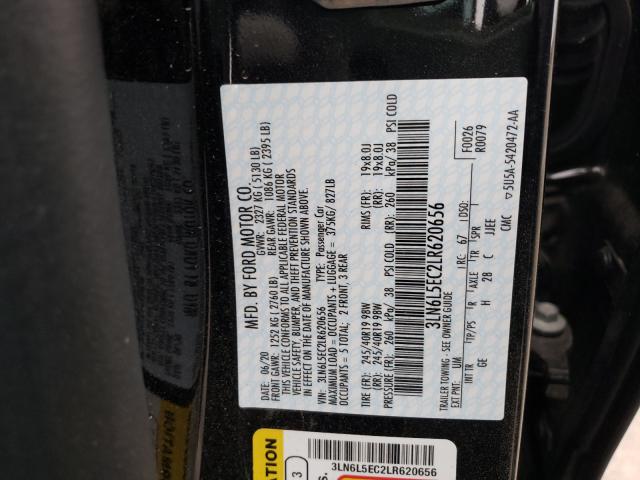 MFD. BY FORD MOTOR CO.
06/20 GVWR: 2327 KG (5130 LB)
FRONT GAWR: 1252 KG (2760 LB) REAR GAWR: 1086 KG (2395 LB)
THIS VEHICLE CONFORMS TO ALL APPLICABLE FEDERAL MOTOR
VEHICLE SAFETY, BUMPER, AND THEFT PREVENTION STANDARDS
IN EFFECT ON THE DATE OF MANUFACTURE SHOWN ABOVE.
VIN: 3LN6L5EC2LR620656 TYPE: Passenger Car
MAXIMUM LOAD = OCCUPANTS + LUGGAGE = 375KG/ 827LB
OCCUPANTS = 5 TOTAL: 2 FRONT, 3 REAR
TIRE (FR): 245/40R19 98W RIMS (FR): 19x8.0J
TIRE (RR): 245/40R19 98W (RR): 19x8.0J
PRESSURE (FR): 260 kPa/ 38 PSI COLD (RR): 260 kPa/ 38 PSI COLD
3LN6L5EC2LR620656
F0026
R0079
TRAILER TOWING - SEE OWNER GUIDE
EXT PNT: UM RC: 67 DSO:
INT TR TP/PS R AXLE TR SPR
GE H 28 C JJEE
CMC 5U5A-5420472-AA
3LN6L5EC2LR620656
3